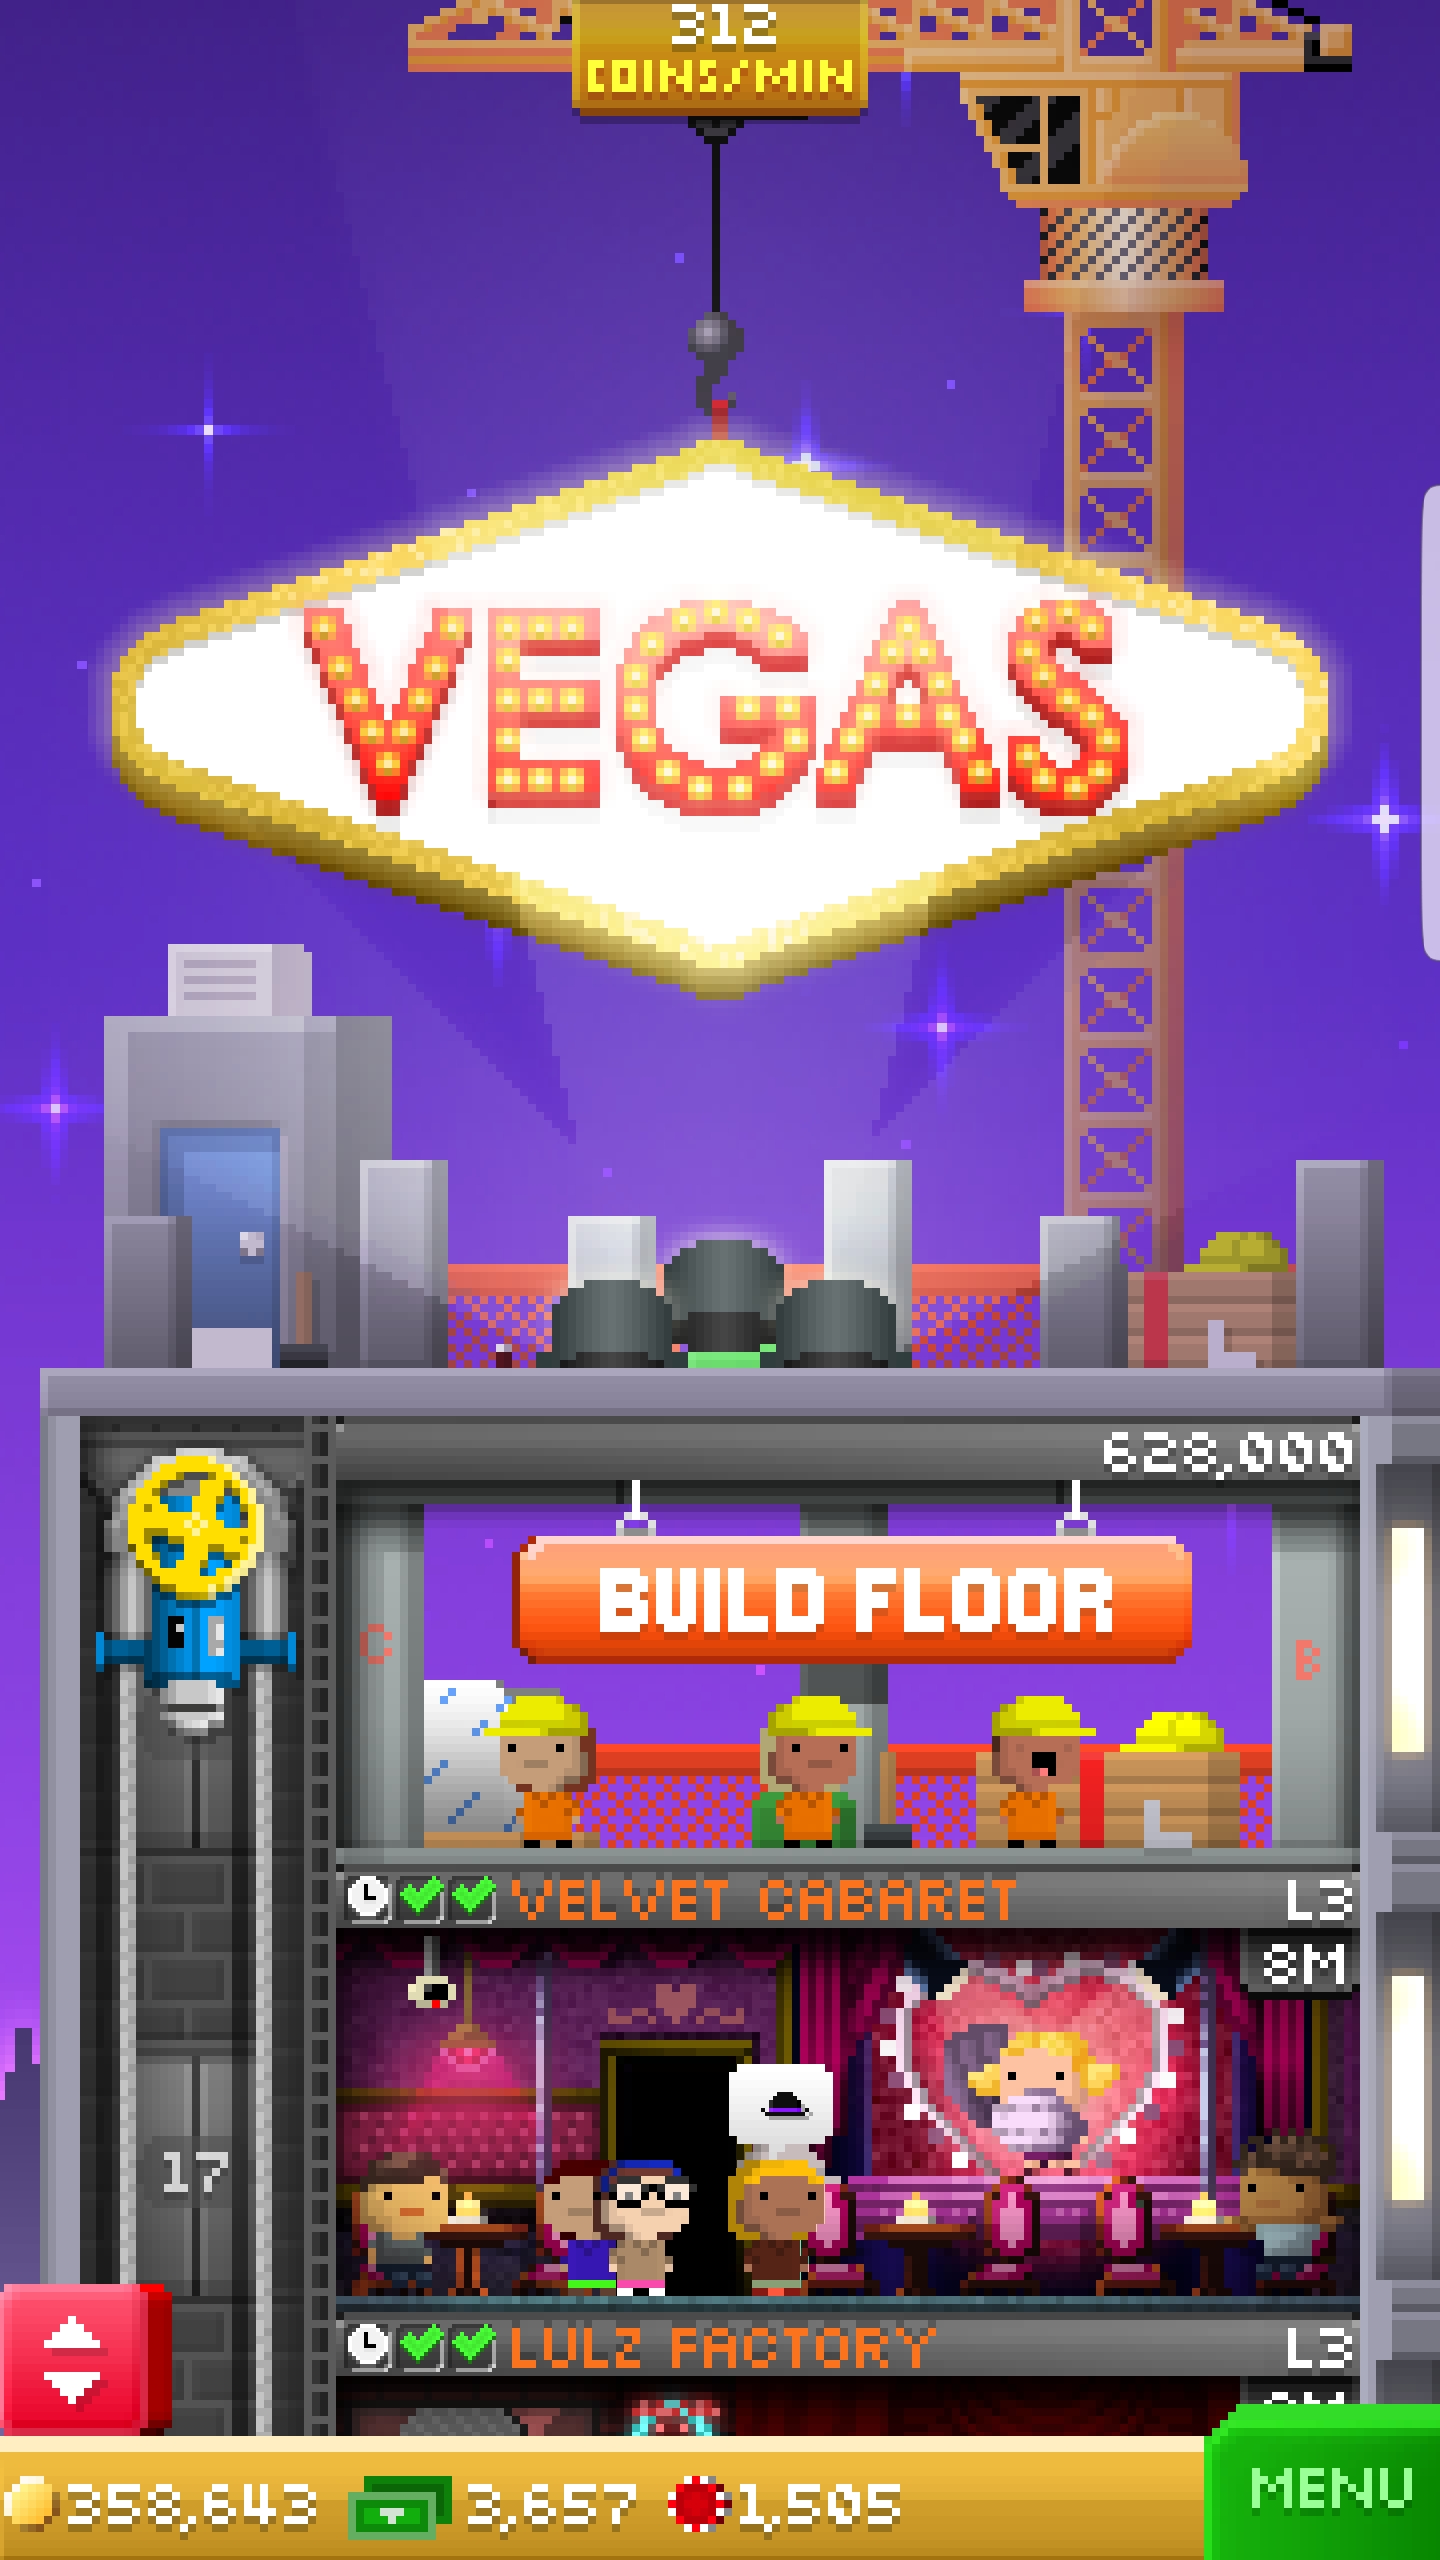 312
COINS/MIN
VEGAS
628,000
BUILD FLOOR
C
B
VELVET CABARET L3
8M
17
LULZ FACTORY L3
358,643 3,657 1,505
MENU